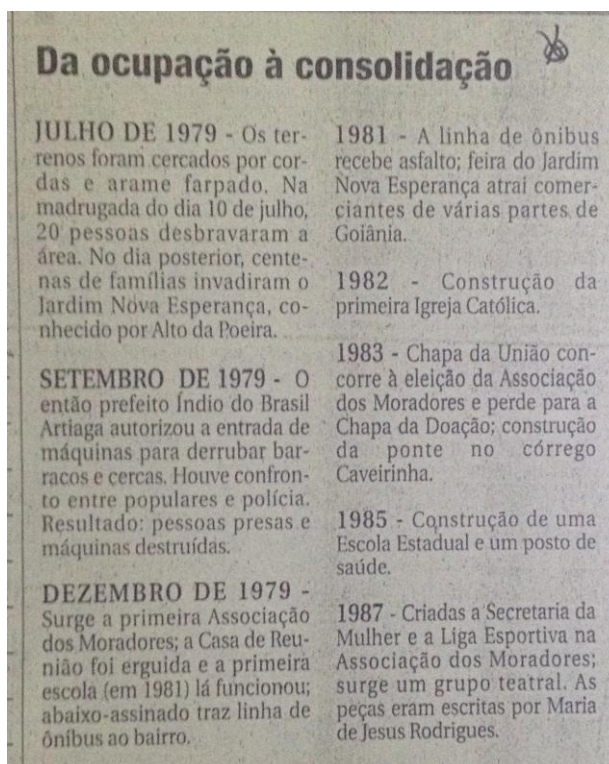 Da ocupação à consolidação
JULHO DE 1979 - Os ter-
renos foram cercados por cor-
das e arame farpado. Na
madrugada do dia 10 de julho,
20 pessoas desbravaram a
área. No dia posterior, cente-
nas de famílias invadiram o
Jardim Nova Esperança, co-
nhecido por Alto da Poeira.
SETEMBRO DE 1979 - O
então prefeito Índio do Brasil
Artiaga autorizou a entrada de
máquinas para derrubar bar-
racos e cercas. Houve confron-
to entre populares e polícia.
Resultado: pessoas presas e
máquinas destruídas.
DEZEMBRO DE 1979 -
Surge a primeira Associação
dos Moradores; a Casa de Reu-
nião foi erguida e a primeira
escola (em 1981) lá funcionou;
abaixo-assinado traz linha de
ônibus ao bairro.
1981 - A linha de ônibus
recebe asfalto; feira do Jardim
Nova Esperança atrai comer-
ciantes de várias partes de
Goiânia.
1982 - Construção da
primeira Igreja Católica.
1983 - Chapa da União con-
corre à eleição da Associação
dos Moradores e perde para a
Chapa da Doação; construção
da ponte no córrego
Caveirinha.
1985 - Construção de uma
Escola Estadual e um posto de
saúde.
1987 - Criadas a Secretaria da
Mulher e a Liga Esportiva na
Associação dos Moradores;
surge um grupo teatral. As
peças eram escritas por Maria
de Jesus Rodrigues.